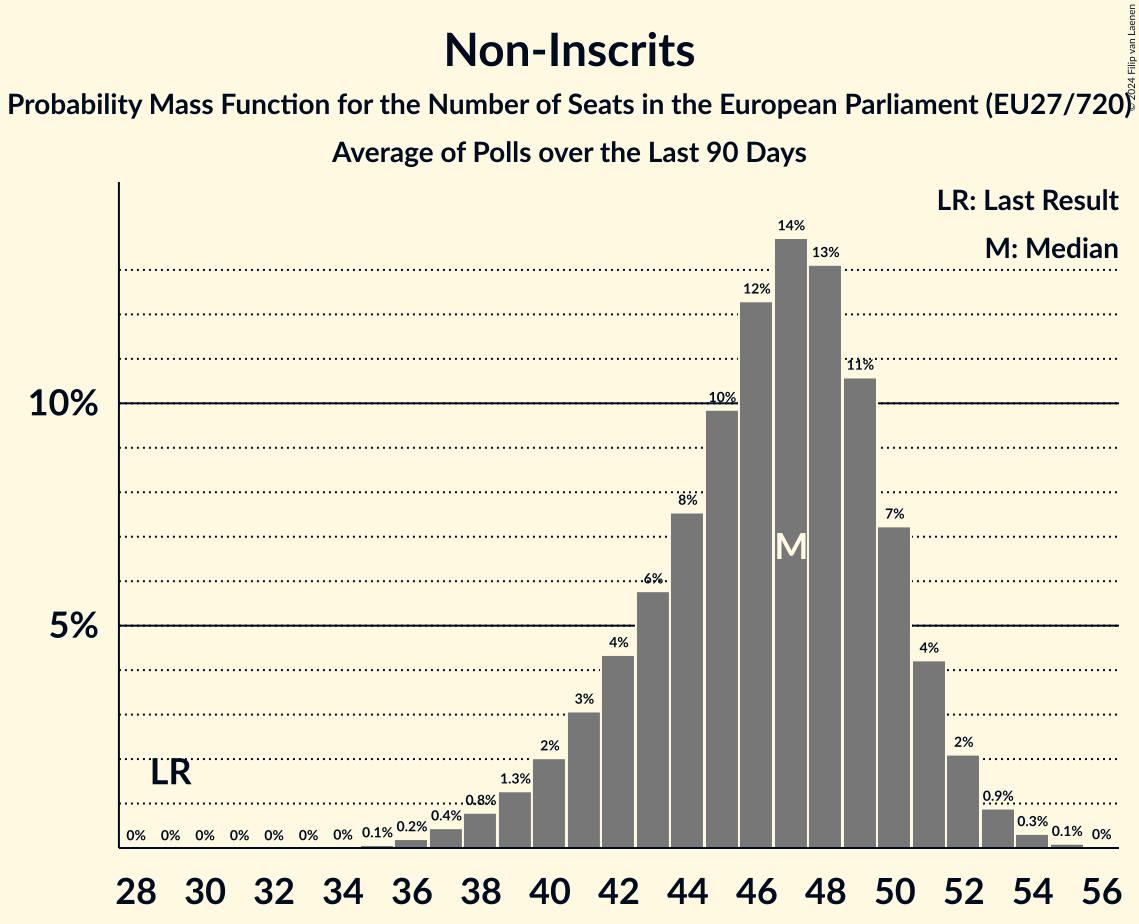 Non-Inscrits
Probability Mass Function for the Number of Seats in the European Parliament (EU27/720)
Average of Polls over the Last 90 Days
© 2024 Filip van Laenen
LR: Last Result
M: Median
14%
13%
12%
11%
10%
10%
8%
7%
M
6%
5%
4%
4%
3%
2%
2%
LR
1.3%
0.9%
0.8%
0.4%
0.3%
0.2%
0% 0% 0% 0% 0% 0% 0% 0.1% 0.1% 0%
28 30 32 34 36 38 40 42 44 46 48 50 52 54 56